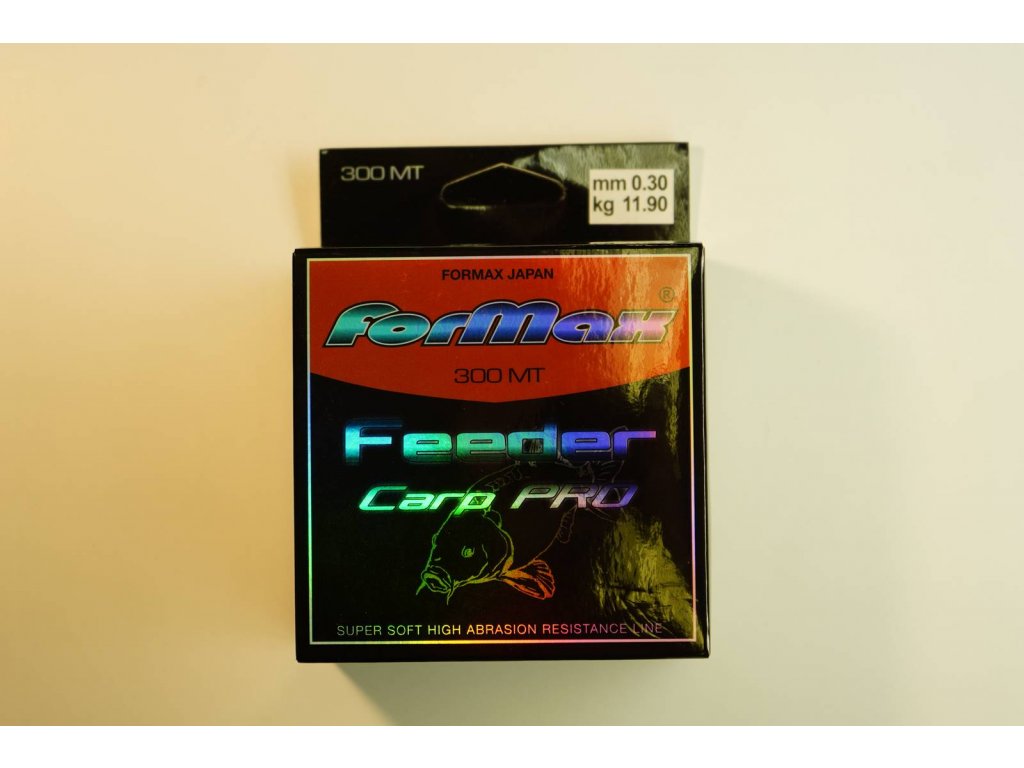 300 MT
mm 0.30
kg 11.90
FORMAX JAPAN
forMax®
300 MT
Feeder
Carp PRO
SUPER SOFT HIGH ABRASION RESISTANCE LINE